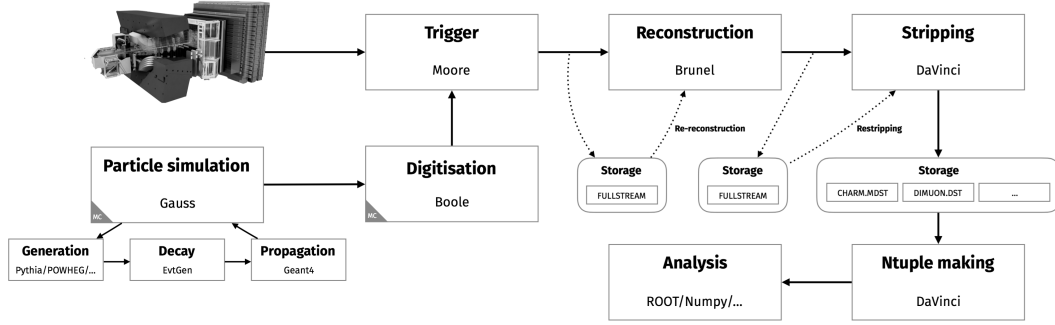 Trigger
Moore
Reconstruction
Brunel
Stripping
DaVinci
Re-reconstruction
Restripping
Particle simulation
Gauss
MC
Digitisation
Boole
MC
Storage
FULLSTREAM
Storage
FULLSTREAM
Storage
CHARM.MDST
DIMUON.DST
...
Generation
Pythia/POWHEG/...
Decay
EvtGen
Propagation
Geant4
Analysis
ROOT/Numpy/...
Ntuple making
DaVinci